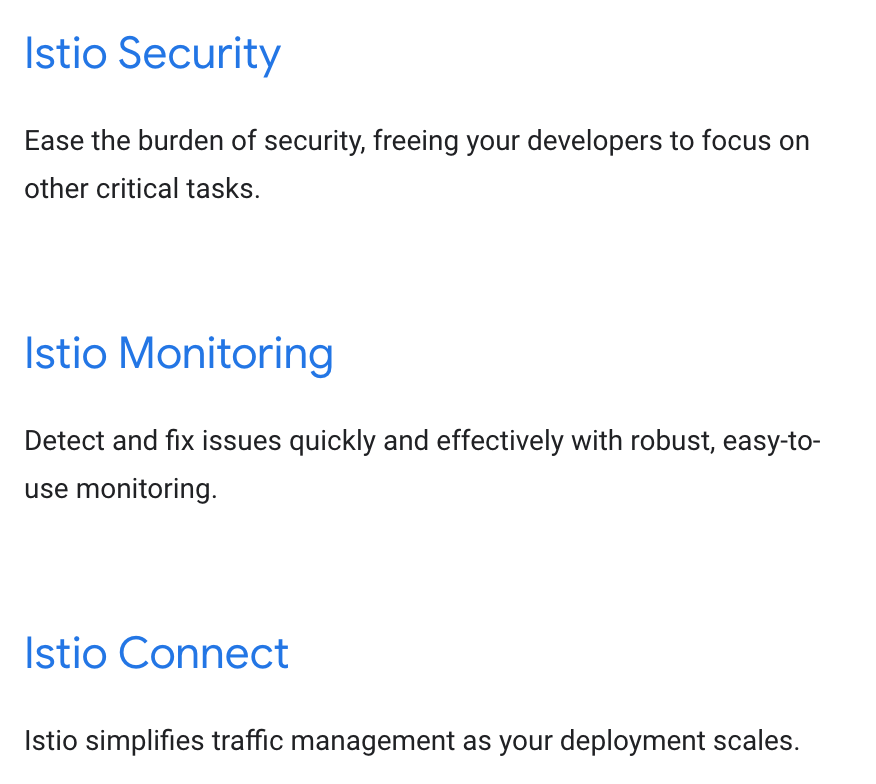 Istio Security
Ease the burden of security, freeing your developers to focus on
other critical tasks.
Istio Monitoring
Detect and fix issues quickly and effectively with robust, easy-to-
use monitoring.
Istio Connect
Istio simplifies traffic management as your deployment scales.